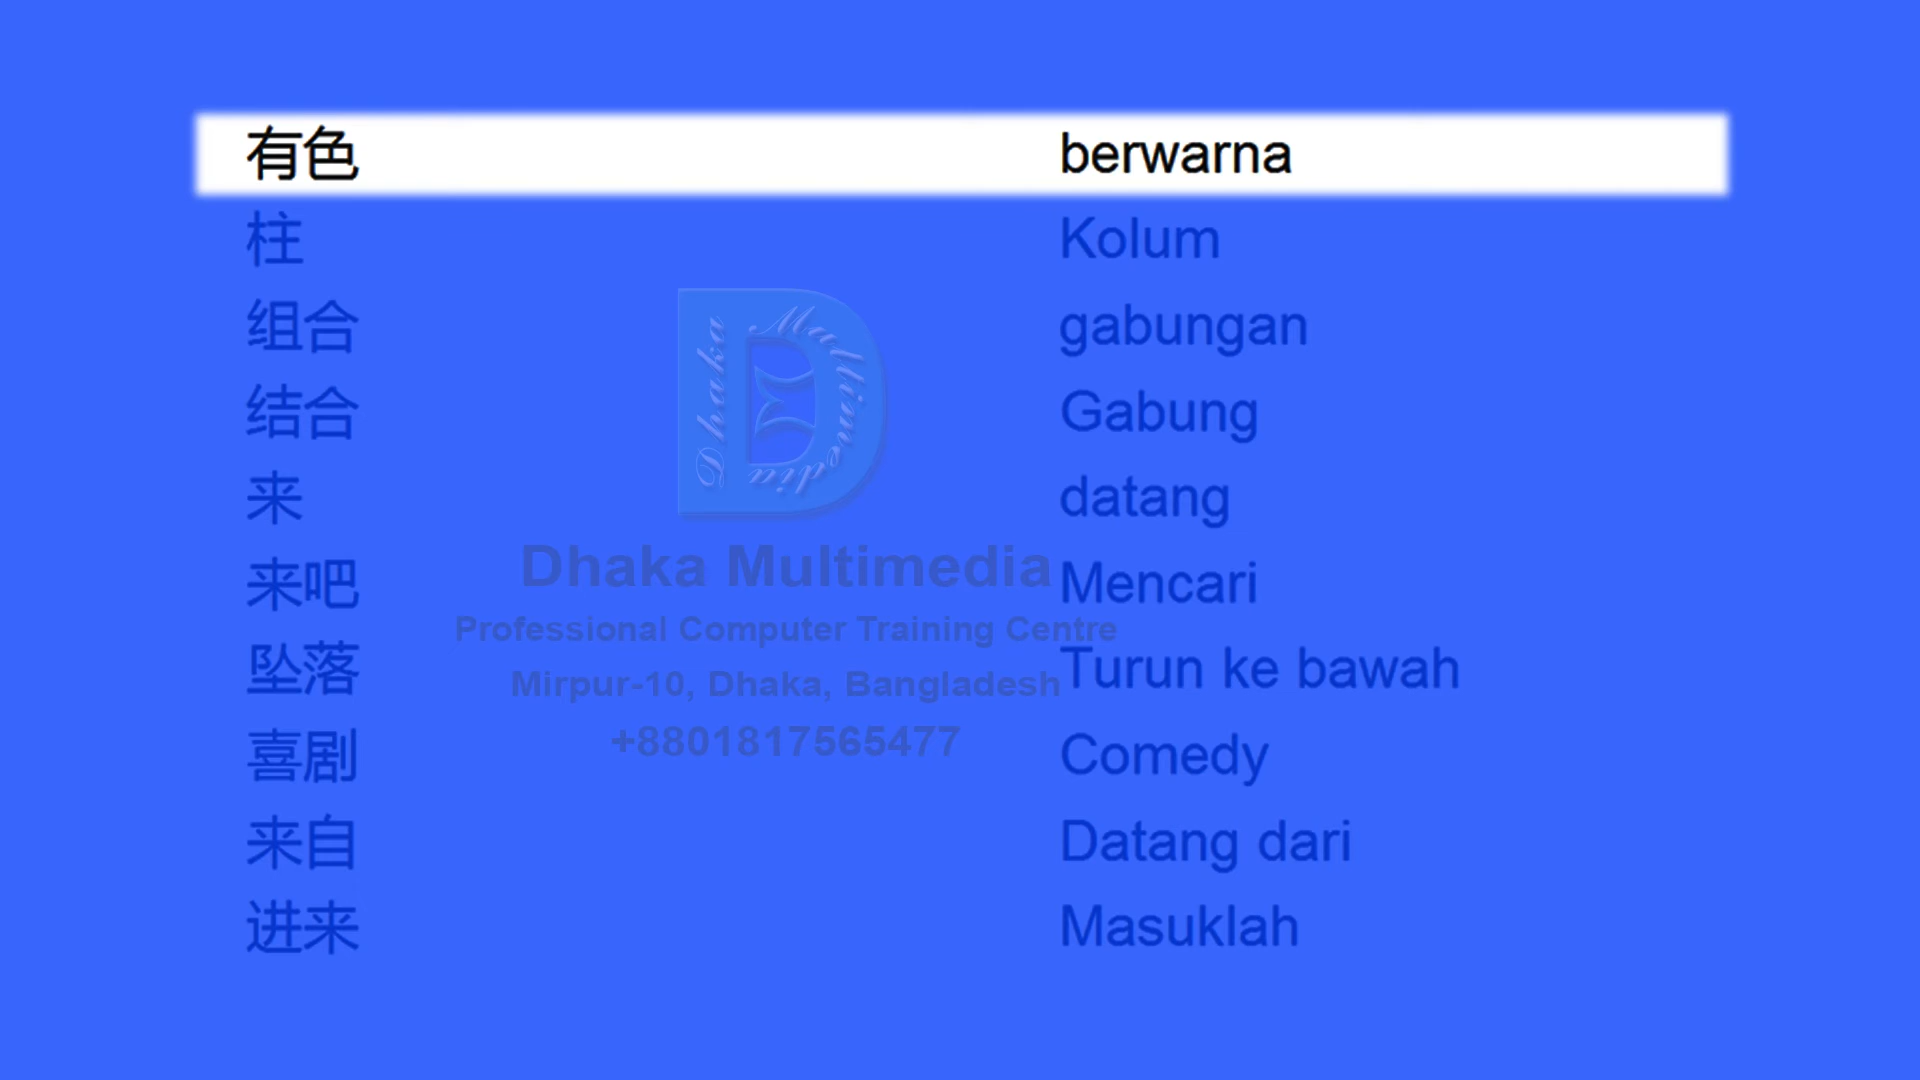 有色 berwarna
柱 Kolum
组合 gabungan
结合 Gabung
来 datang
来吧 Mencari
坠落 Turun ke bawah
喜剧 Comedy
来自 Datang dari
进来 Masuklah
Dhaka Multimedia
Dhaka Multimedia
Professional Computer Training Centre
Mirpur-10, Dhaka, Bangladesh
+8801817565477